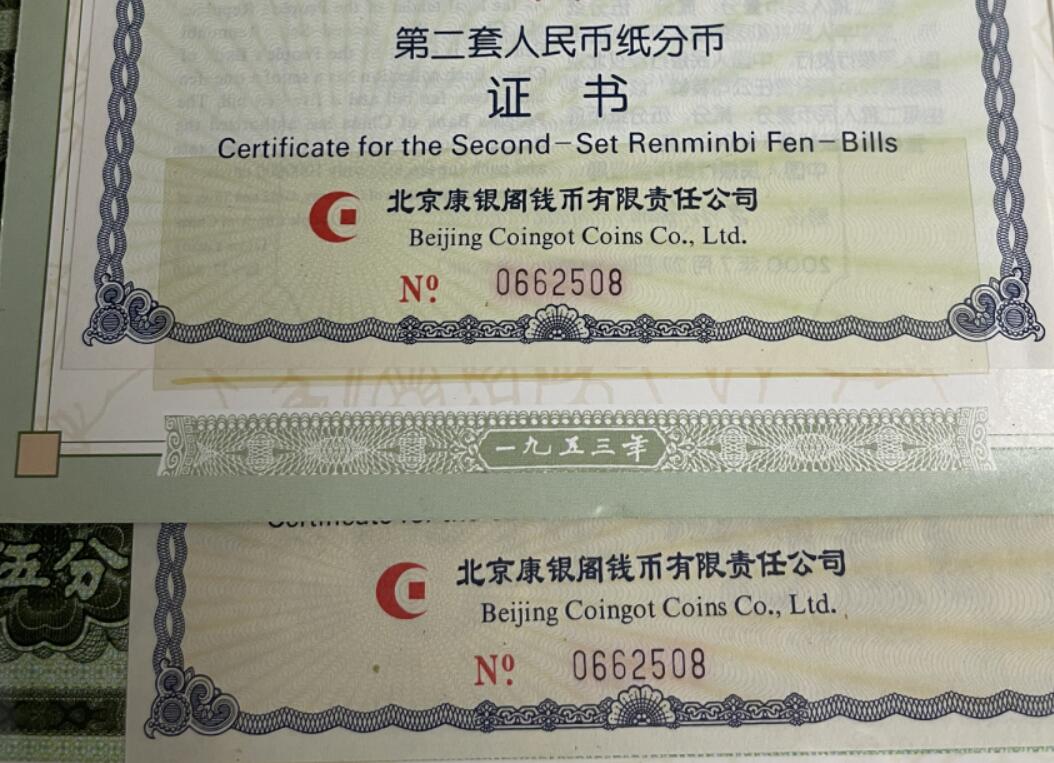 第二套人民币纸分币
证 书
Certificate for the Second-Set Renminbi Fen-Bills
北京康银阁钱币有限责任公司
Beijing Coingot Coins Co., Ltd.
Nº 0662508
一九五三年
五分
北京康银阁钱币有限责任公司
Beijing Coingot Coins Co., Ltd.
Nº 0662508